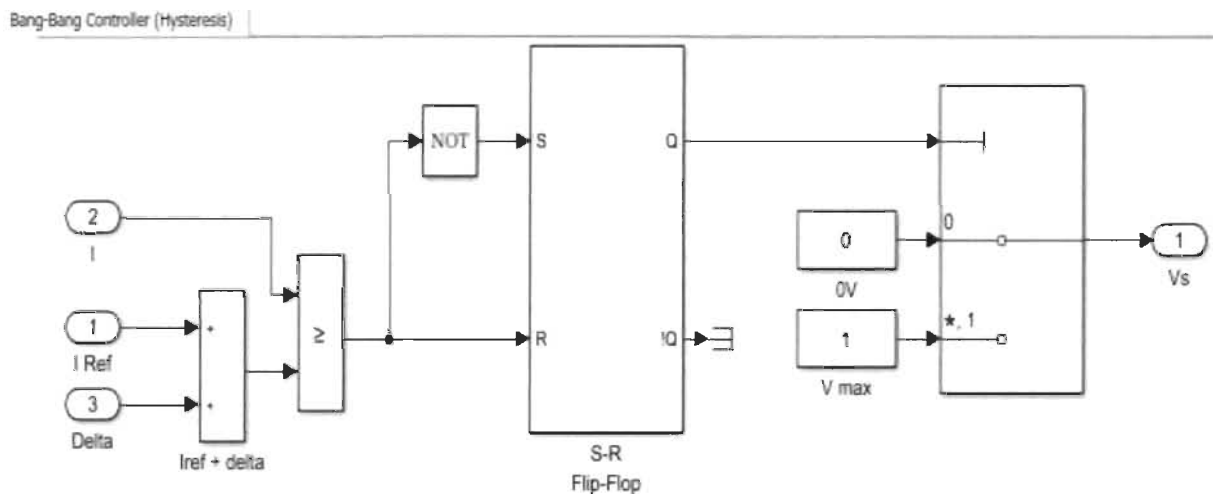 Bang-Bang Controller (Hysteresis)
NOT
S
Q
2
I
0
0
1
0V
Vs
≥
1
+
R
!Q
*, 1
1
I Ref
V max
3
+
Delta
Iref + delta
S-R
Flip-Flop